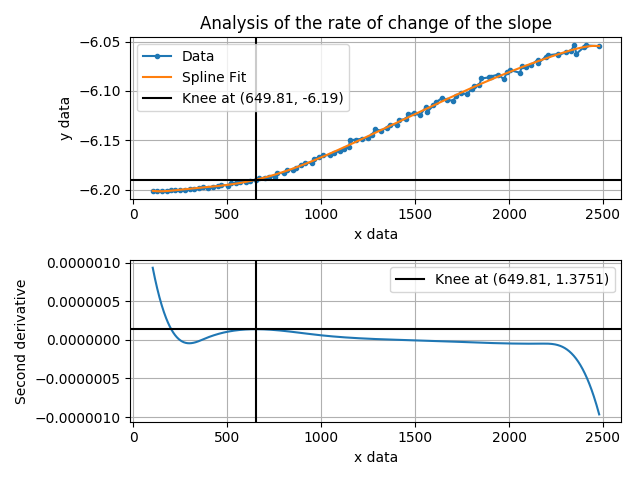 Analysis of the rate of change of the slope
Data
Spline Fit
Knee at (649.81, -6.19)
y data
−6.05
−6.10
−6.15
−6.20
0 500 1000 1500 2000 2500
x data
Knee at (649.81, 1.3751)
Second derivative
0.0000010
0.0000005
0.0000000
−0.0000005
−0.0000010
0 500 1000 1500 2000 2500
x data